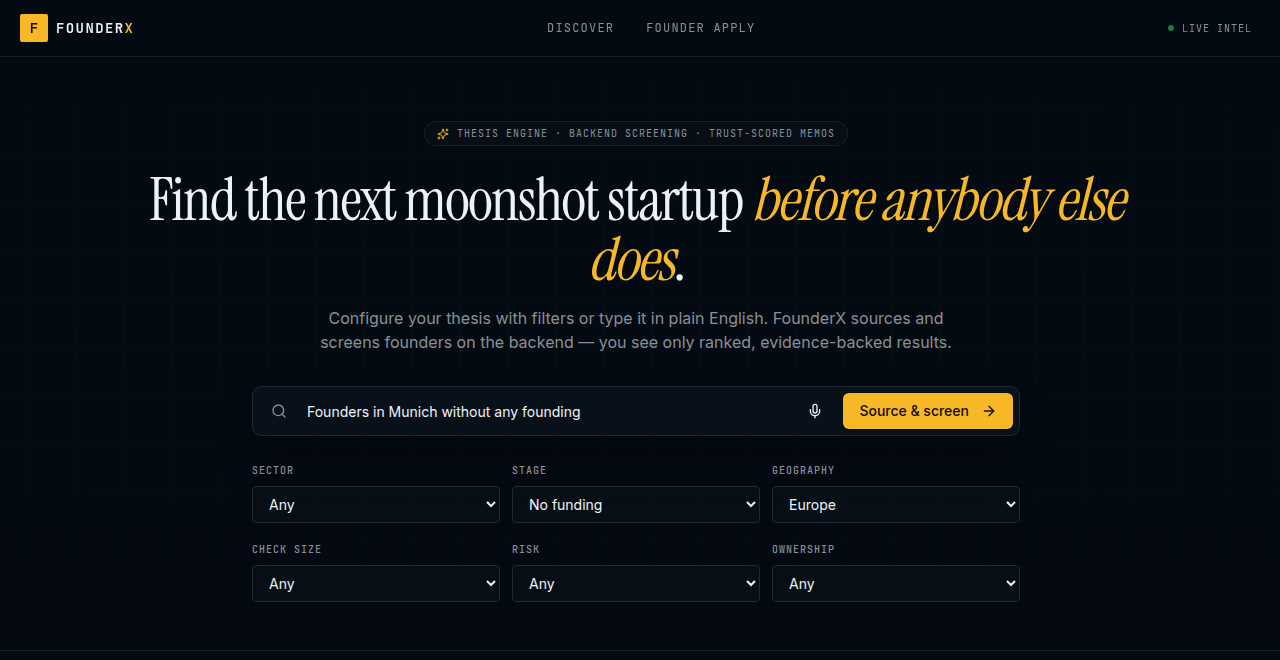 F FOUNDERX
DISCOVER FOUNDER APPLY
LIVE INTEL
THESIS ENGINE · BACKEND SCREENING · TRUST-SCORED MEMOS
Find the next moonshot startup before anybody else
does.
Configure your thesis with filters or type it in plain English. FounderX sources and
screens founders on the backend — you see only ranked, evidence-backed results.
Founders in Munich without any founding
Source & screen
SECTOR STAGE GEOGRAPHY
Any No funding Europe
CHECK SIZE RISK OWNERSHIP
Any Any Any